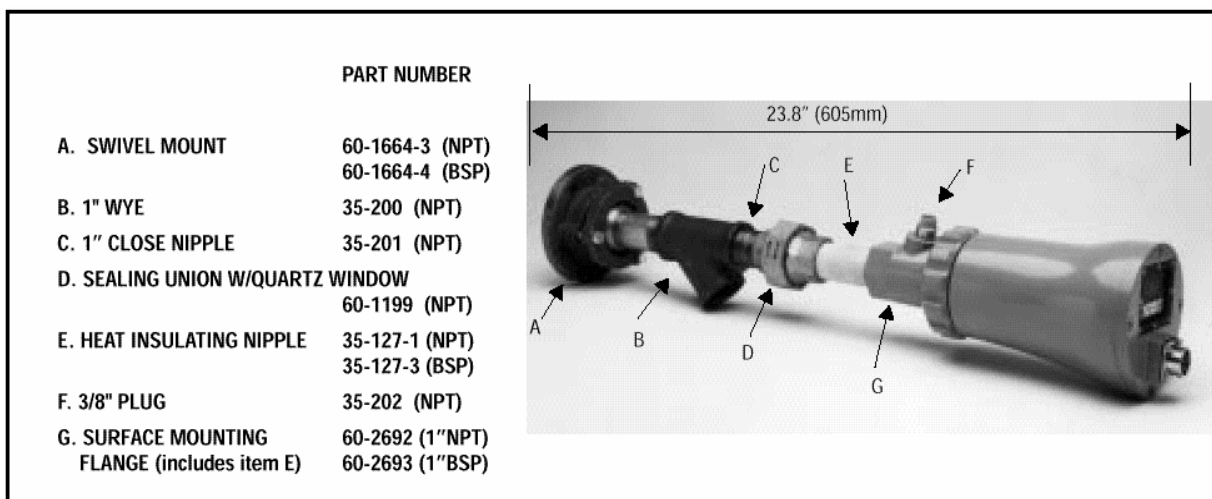 PART NUMBER
A. SWIVEL MOUNT 60-1664-3 (NPT)
60-1664-4 (BSP)
B. 1" WYE 35-200 (NPT)
C. 1” CLOSE NIPPLE 35-201 (NPT)
D. SEALING UNION W/QUARTZ WINDOW
60-1199 (NPT)
E. HEAT INSULATING NIPPLE 35-127-1 (NPT)
35-127-3 (BSP)
F. 3/8" PLUG 35-202 (NPT)
G. SURFACE MOUNTING 60-2692 (1”NPT)
FLANGE (includes item E) 60-2693 (1”BSP)
23.8” (605mm)
C E F
A B D G